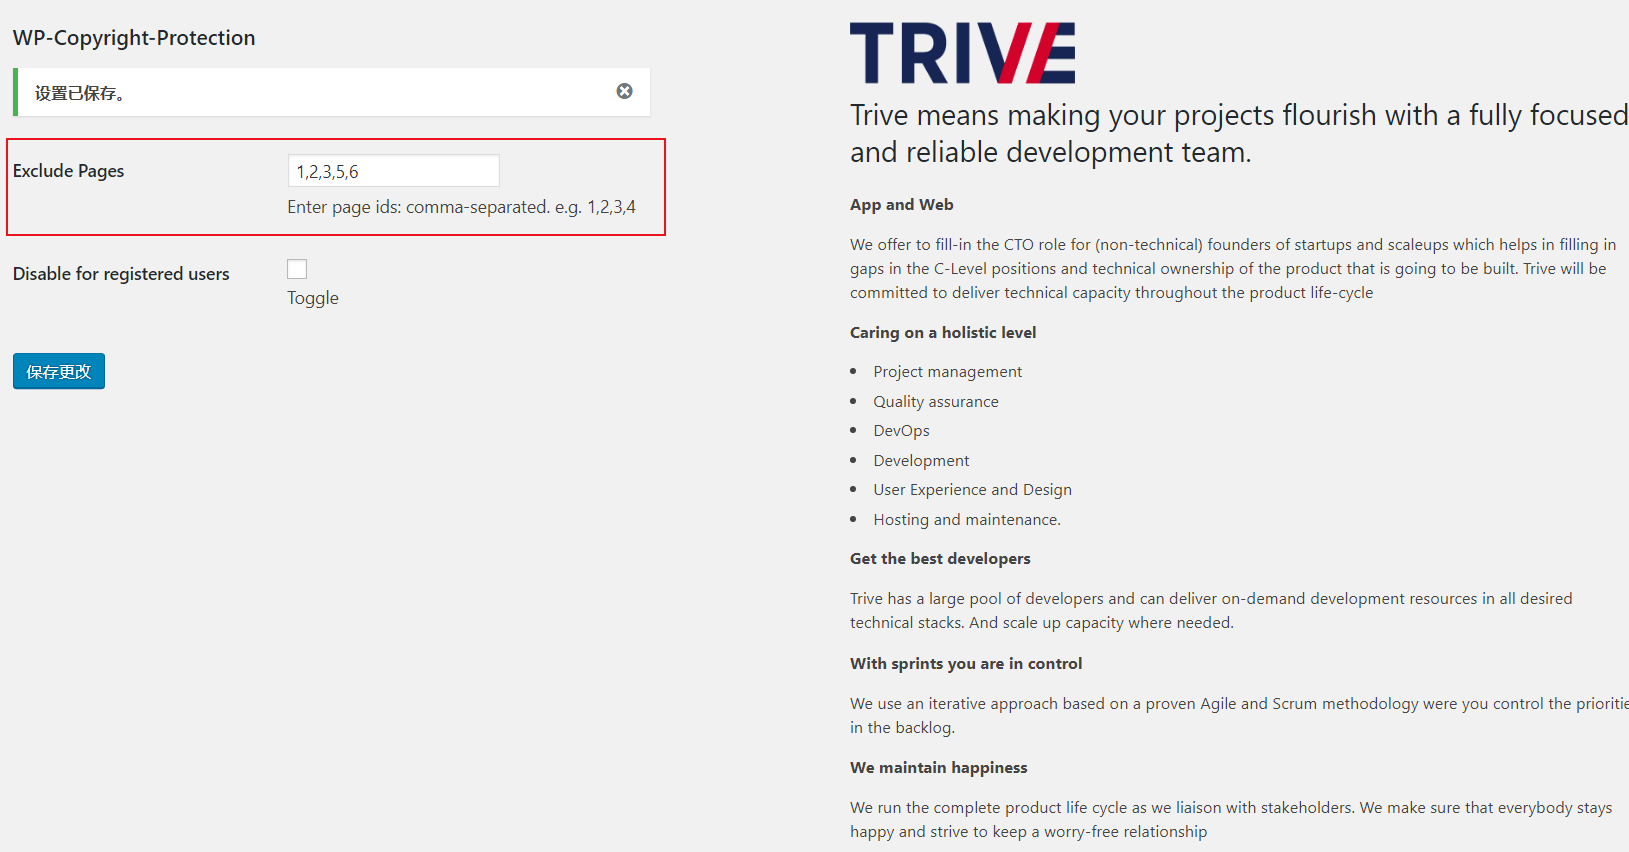 WP-Copyright-Protection
设置已保存。
Exclude Pages
1,2,3,5,6
Enter page ids: comma-separated. e.g. 1,2,3,4
Disable for registered users
Toggle
保存更改
TRIVE
Trive means making your projects flourish with a fully focused
and reliable development team.
App and Web
We offer to fill-in the CTO role for (non-technical) founders of startups and scaleups which helps in filling in
gaps in the C-Level positions and technical ownership of the product that is going to be built. Trive will be
committed to deliver technical capacity throughout the product life-cycle
Caring on a holistic level
• Project management
• Quality assurance
• DevOps
• Development
• User Experience and Design
• Hosting and maintenance.
Get the best developers
Trive has a large pool of developers and can deliver on-demand development resources in all desired
technical stacks. And scale up capacity where needed.
With sprints you are in control
We use an iterative approach based on a proven Agile and Scrum methodology were you control the prioritie
in the backlog.
We maintain happiness
We run the complete product life cycle as we liaison with stakeholders. We make sure that everybody stays
happy and strive to keep a worry-free relationship